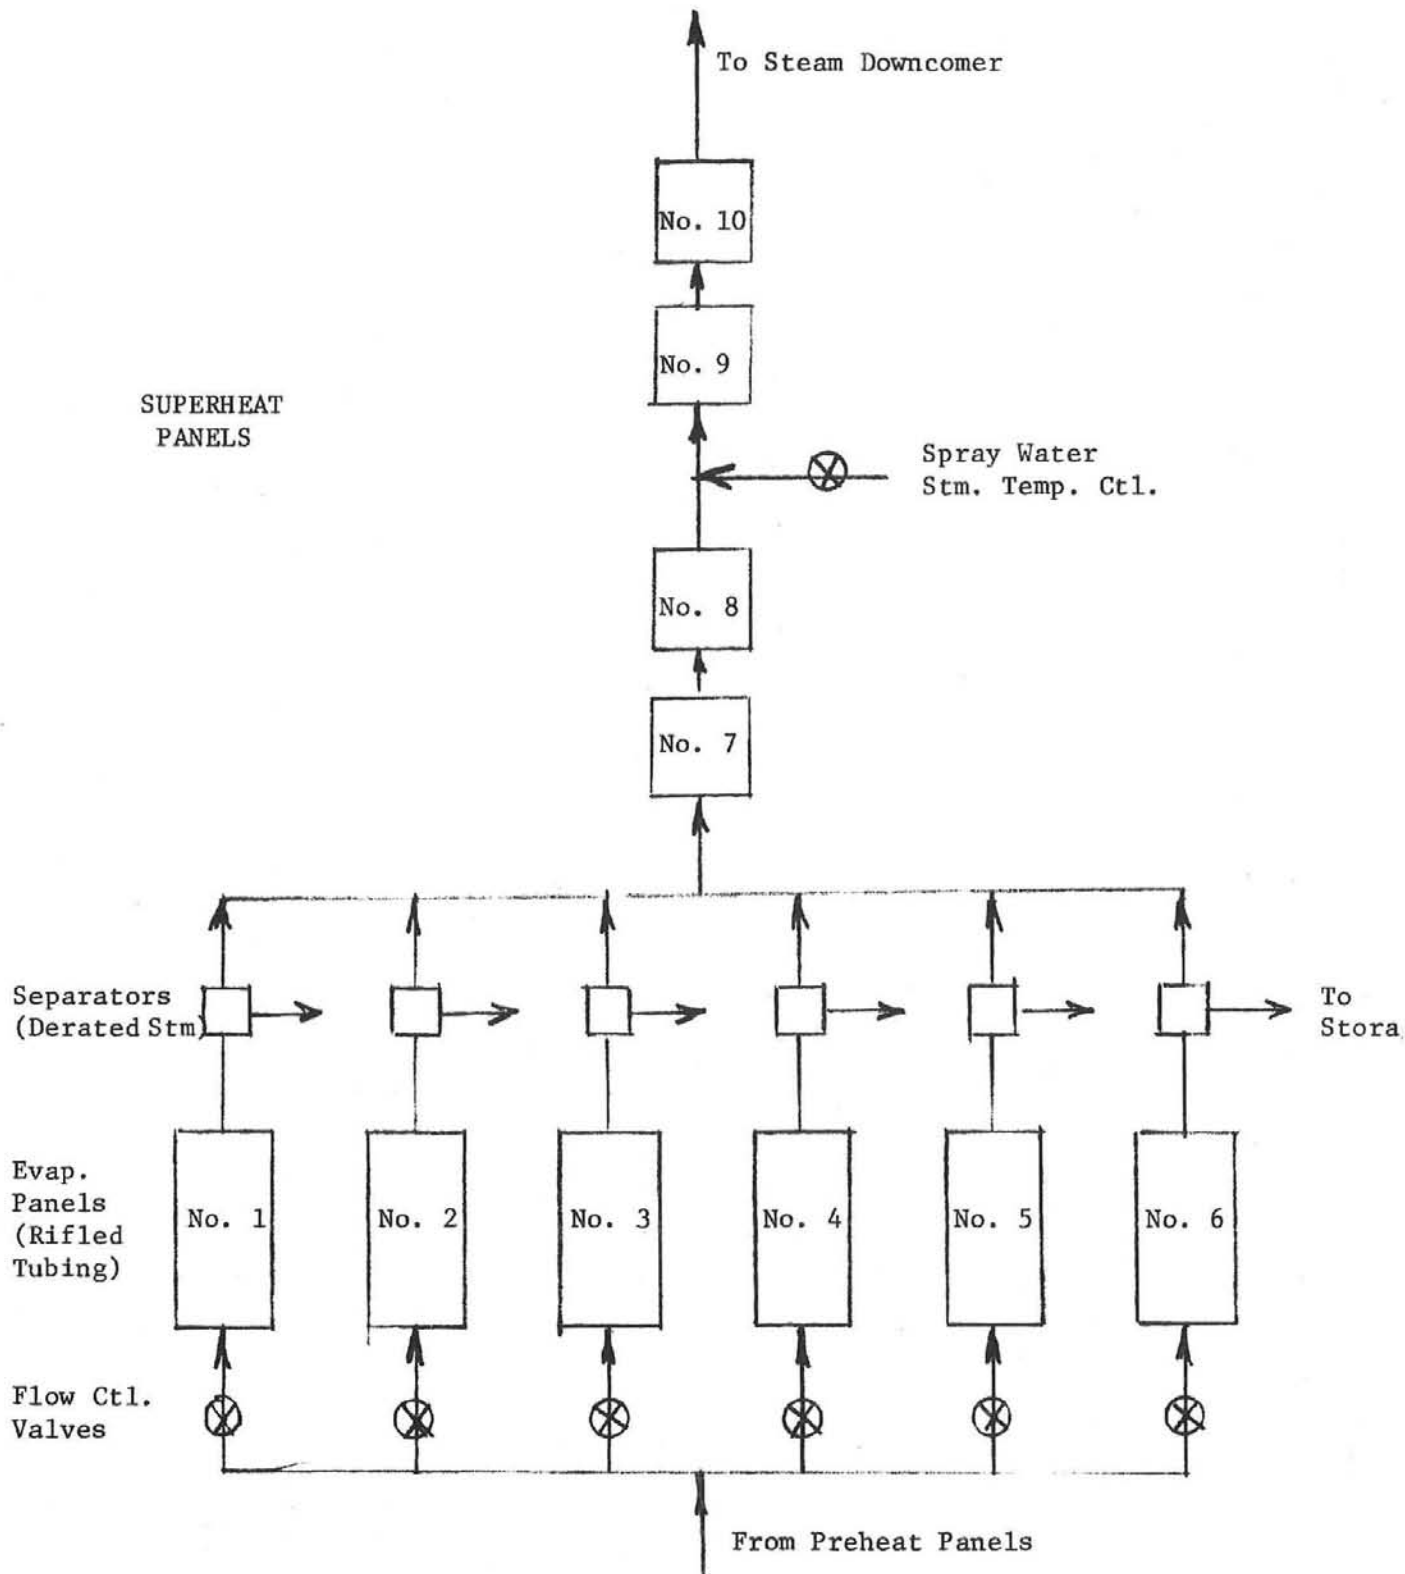 To Steam Downcomer
No. 10
No. 9
SUPERHEAT
PANELS
Spray Water
Stm. Temp. Ctl.
No. 8
No. 7
Separators
(Derated Stm)
To
Stora
Evap.
Panels
(Rifled
Tubing)
No. 1
No. 2
No. 3
No. 4
No. 5
No. 6
Flow Ctl.
Valves
From Preheat Panels